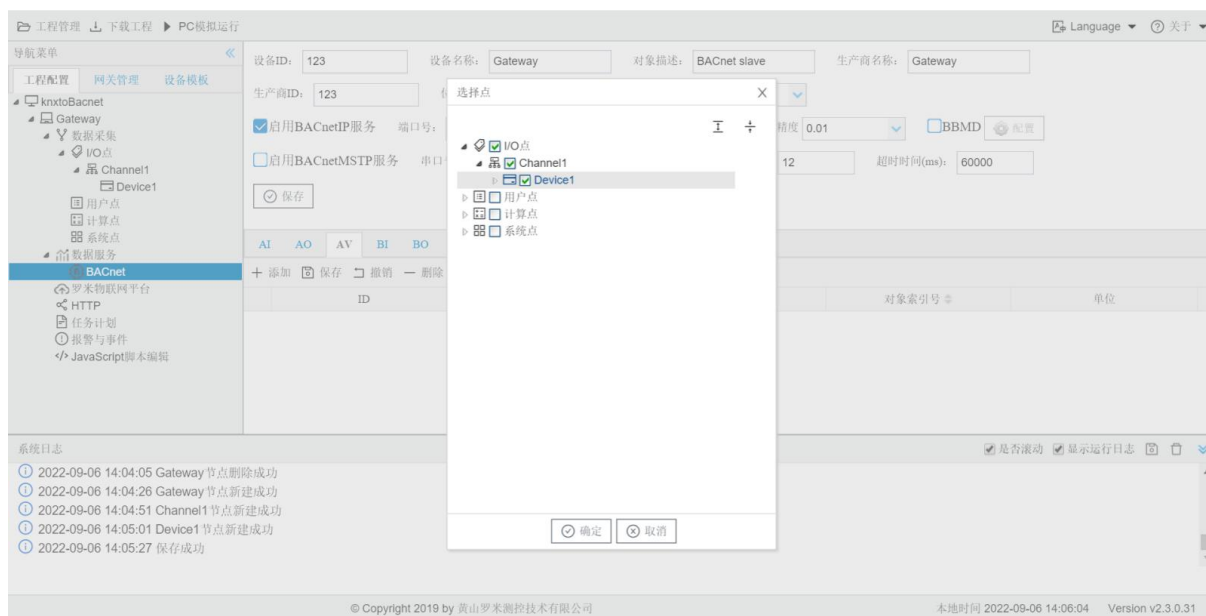 工程管理 下载工程 PC模拟运行 Language 关于
导航菜单
工程配置 网关管理 设备模板
knxtoBacnet
Gateway
数据采集
I/O点
Channel1
Device1
用户点
计算点
系统点
数据服务
BACnet
罗米物联网平台
HTTP
任务计划
报警与事件
JavaScript脚本编辑
设备ID: 123 设备名称: Gateway 对象描述: BACnet slave 生产商名称: Gateway
生产商ID: 123
启用BACnetIP服务 端口号: 精度 0.01 BBMD 配置
启用BACnetMSTP服务 串口 12 超时时间(ms): 60000
保存
AI AO AV BI BO
添加 保存 撤销 删除
ID 对象索引号 单位
选择点
I/O点
Channel1
Device1
用户点
计算点
系统点
确定 取消
系统日志 是否滚动 显示运行日志
2022-09-06 14:04:05 Gateway节点删除成功
2022-09-06 14:04:26 Gateway节点新建成功
2022-09-06 14:04:51 Channel1节点新建成功
2022-09-06 14:05:01 Device1节点新建成功
2022-09-06 14:05:27 保存成功
© Copyright 2019 by 黄山罗米测控技术有限公司 本地时间 2022-09-06 14:06:04 Version v2.3.0.31